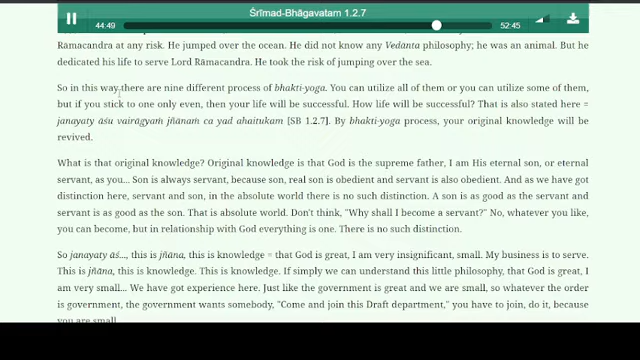 Śrīmad-Bhāgavatam 1.2.7
44:49
52:45
Rāmacandra at any risk. He jumped over the ocean. He did not know any Vedānta philosophy; he was an animal. But he
dedicated his life to serve Lord Rāmacandra. He took the risk of jumping over the sea.
So in this way there are nine different process of bhakti-yoga. You can utilize all of them or you can utilize some of them,
but if you stick to one only even, then your life will be successful. How life will be successful? That is also stated here =
janayaty āśu vairāgyaṁ jñānaṁ ca yad ahaitukam [SB 1.2.7]. By bhakti-yoga process, your original knowledge will be
revived.
What is that original knowledge? Original knowledge is that God is the supreme father, I am His eternal son, or eternal
servant, as you... Son is always servant, because son, real son is obedient and servant is also obedient. And as we have got
distinction here, servant and son, in the absolute world there is no such distinction. A son is as good as the servant and
servant is as good as the son. That is absolute world. Don't think, "Why shall I become a servant?" No, whatever you like,
you can become, but in relationship with God everything is one. There is no such distinction.
So janayaty āś..., this is jñāna, this is knowledge = that God is great, I am very insignificant, small. My business is to serve.
This is jñāna, this is knowledge. This is knowledge. If simply we can understand this little philosophy, that God is great, I
am very small... We have got experience here. Just like the government is great and we are small, so whatever the order
is government, the government wants somebody, "Come and join this Draft department," you have to join, do it, because
you are small.